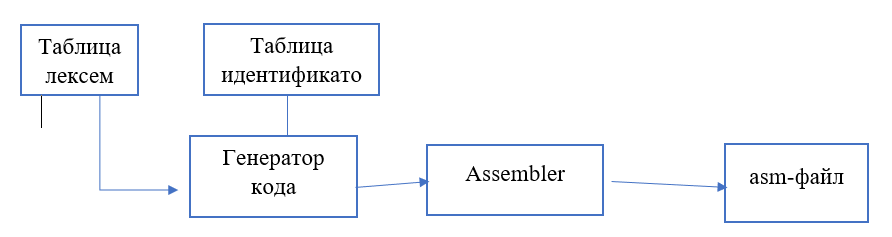 Таблица
лексем
Таблица
идентификато
Генератор
кода
Assembler
asm-файл